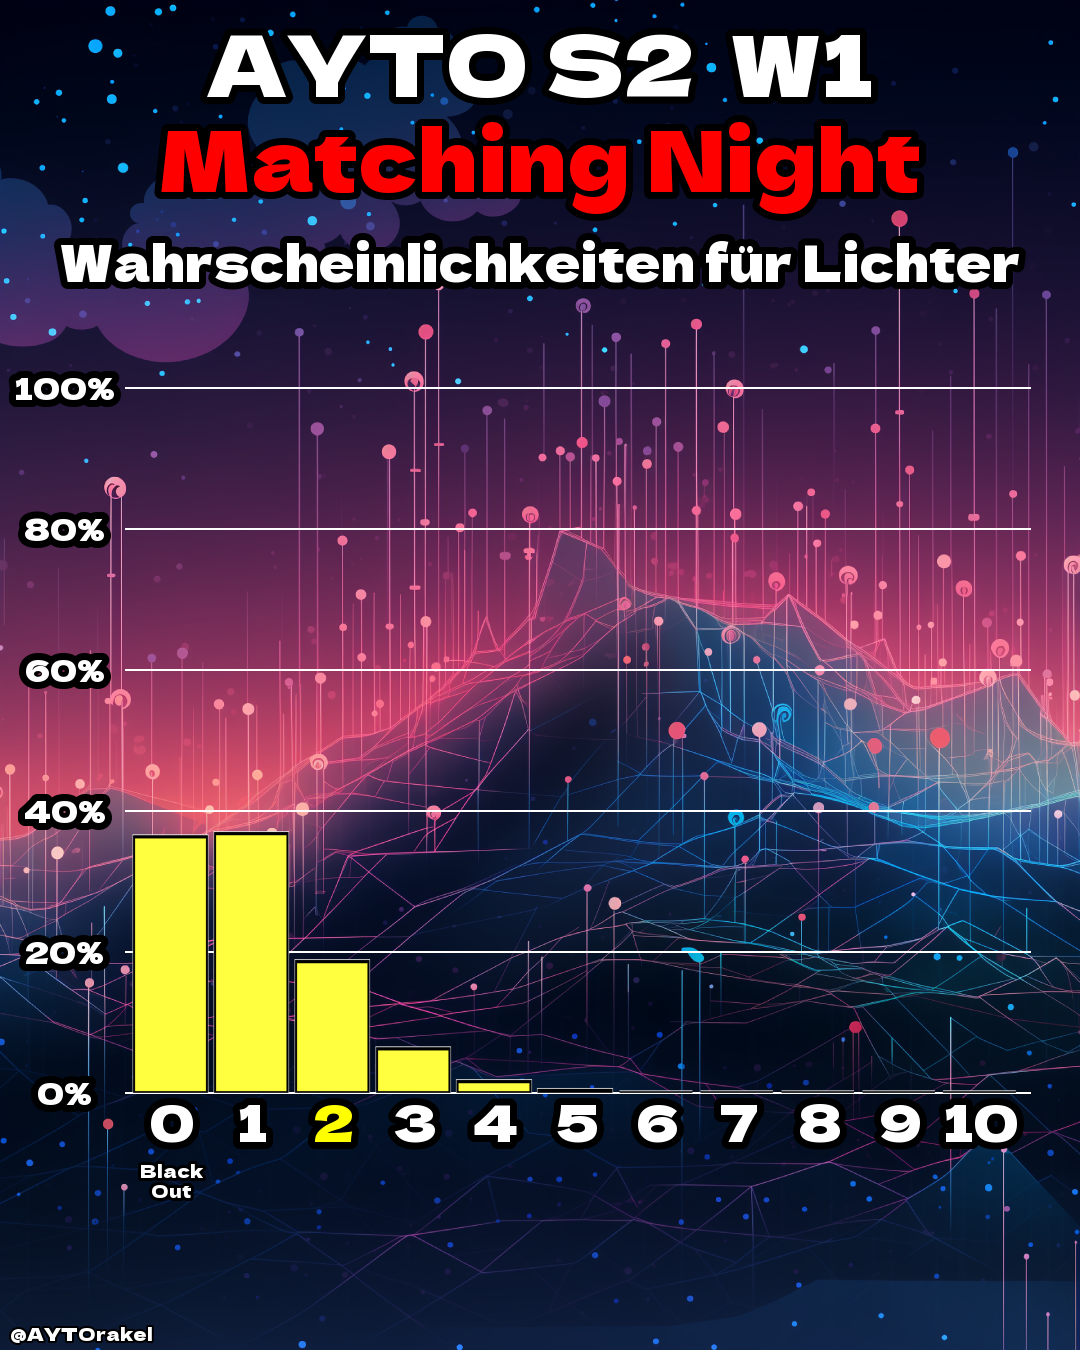 AYTO S2 W1
Matching Night
Wahrscheinlichkeiten für Lichter
100%
80%
60%
40%
20%
0%
0 1 2 3 4 5 6 7 8 9 10
Black
Out
@AYTOrakel